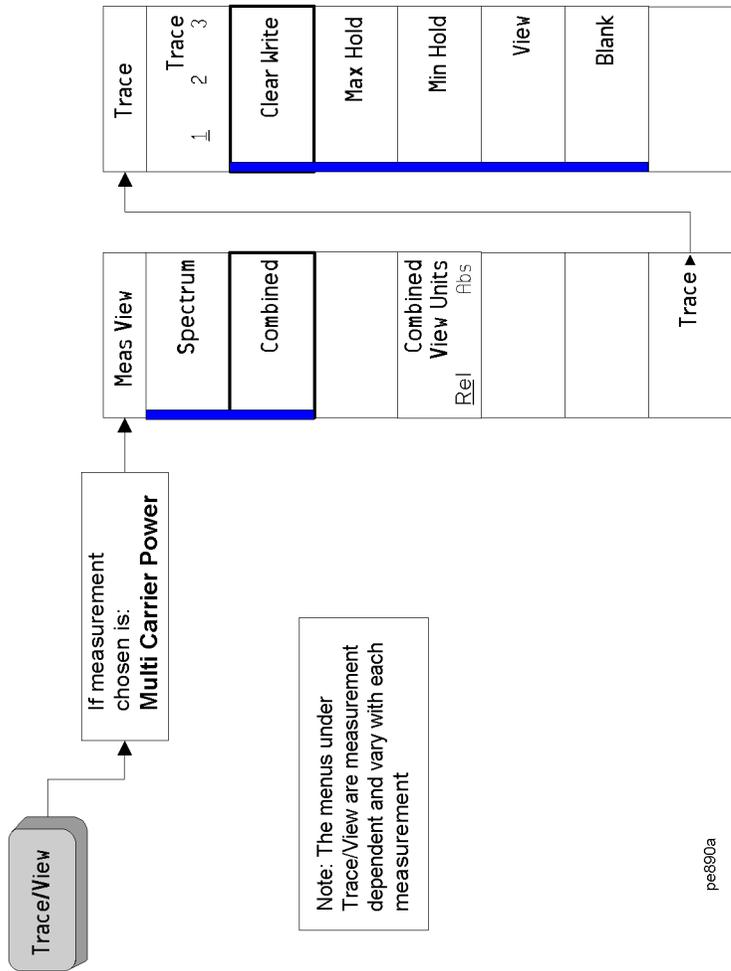 Trace/View
If measurement
chosen is:
Multi Carrier Power
Meas View
Spectrum
Combined
Combined
View Units
Rel Abs
Trace
Trace
Trace
1 2 3
Clear Write
Max Hold
Min Hold
View
Blank
Note: The menus under
Trace/View are measurement
dependent and vary with each
measurement
pe890a